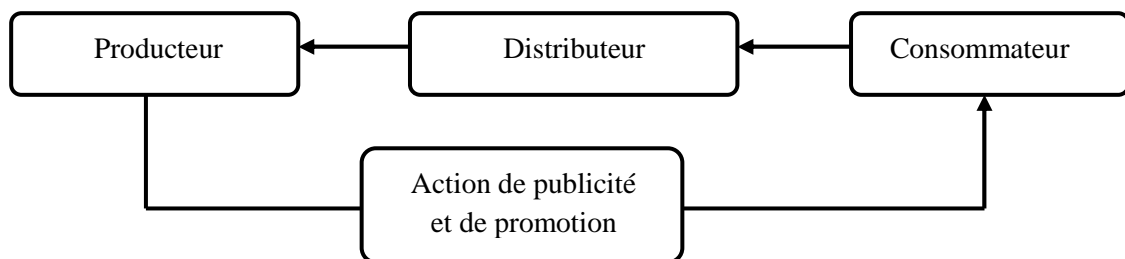 Producteur
Distributeur
Consommateur
Action de publicité
et de promotion